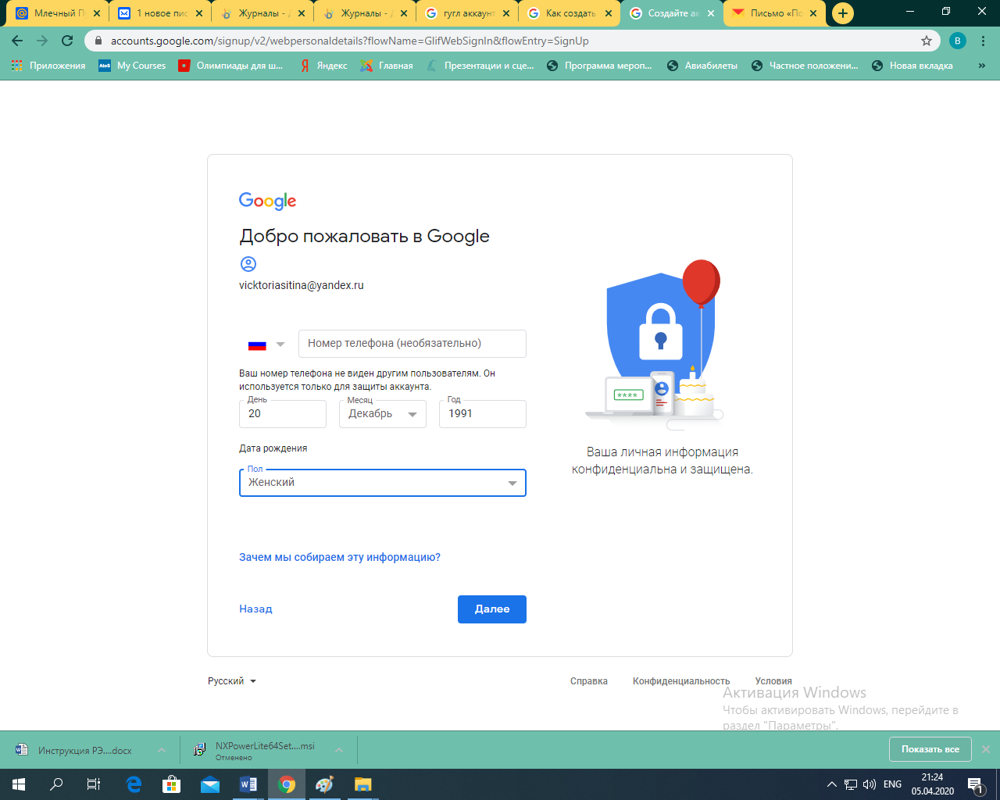 Млечный П
1 новое пис
Журналы - Д
Журналы - Д
гугл аккаунт
Как создать
Создайте ак
Письмо «По
accounts.google.com/signup/v2/webpersonaldetails?flowName=GlifWebSignIn&flowEntry=SignUp
B
Приложения
AtoS
My Courses
Олимпиады для ш...
Яндекс
Главная
Презентации и сце...
Программа мероп...
Авиабилеты
Частное положени...
Новая вкладка
»
Google
Добро пожаловать в Google
vicktoriasitina@yandex.ru
Номер телефона (необязательно)
Ваш номер телефона не виден другим пользователям. Он
используется только для защиты аккаунта.
День
Месяц
Год
20
Декабрь
1991
Дата рождения
Пол
Женский
****
Ваша личная информация
конфиденциальна и защищена.
Зачем мы собираем эту информацию?
Назад
Далее
Русский
Справка
Конфиденциальность
Условия
Активация Windows
Чтобы активировать Windows, перейдите в
раздел "Параметры".
Инструкция РЭ....docx
NXPowerLite64Set....msi
Отменено
Показать все
ENG
21:24
05.04.2020
1